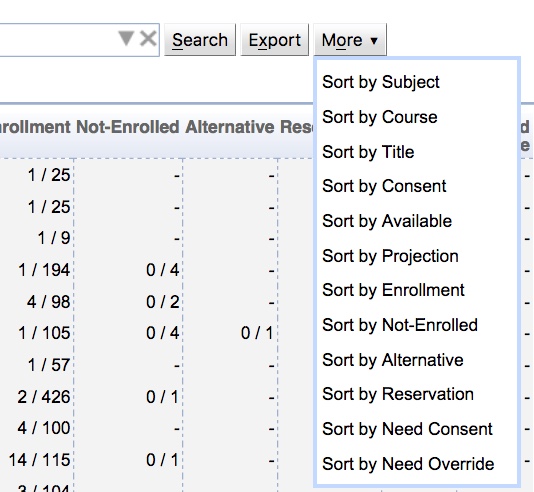 Search Export More ▼
Sort by Subject
Sort by Course
Sort by Title
Sort by Consent
Sort by Available
Sort by Projection
Sort by Enrollment
Sort by Not-Enrolled
Sort by Alternative
Sort by Reservation
Sort by Need Consent
Sort by Need Override
Not-Enrolled Alternative
1 / 25 - - -
1 / 25 - - -
1 / 9 - - -
1 / 194 0 / 4 - -
4 / 98 0 / 2 - -
1 / 105 0 / 4 0 / 1 -
1 / 57 - - -
2 / 426 0 / 1 - -
4 / 100 - - -
14 / 115 0 / 1 - -
3 / 104